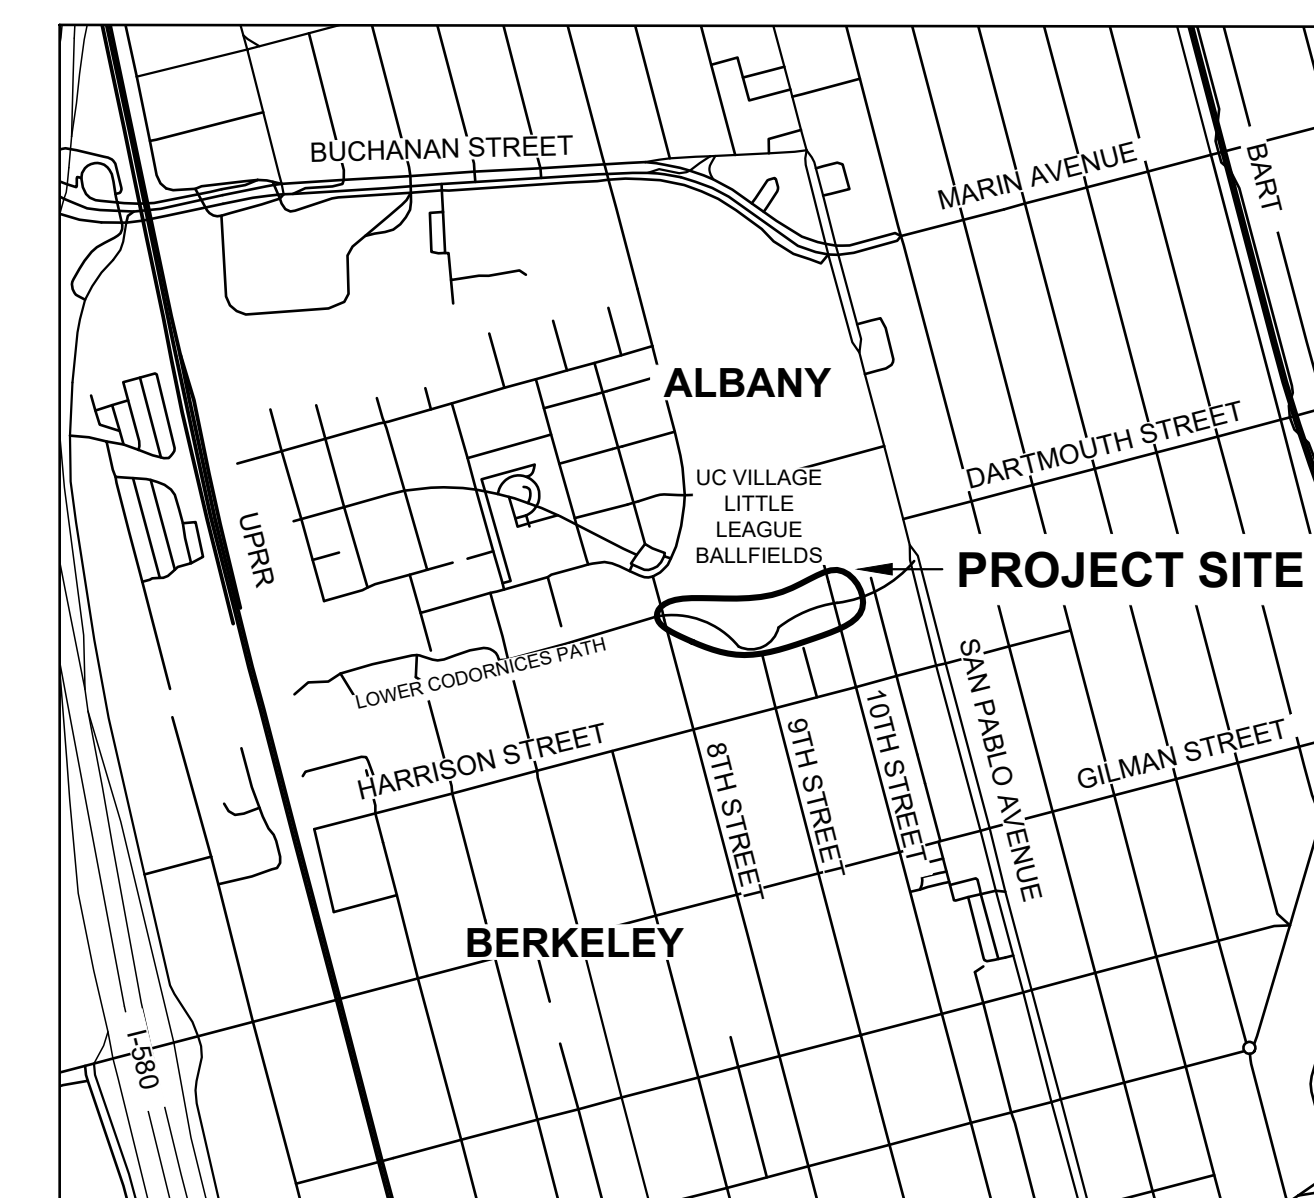 BUCHANAN STREET
MARIN AVENUE
BART
ALBANY
DARTMOUTH STREET
UC VILLAGE
LITTLE
LEAGUE
BALLFIELDS
UPRR
PROJECT SITE
LOWER CODORNICES PATH
SAN PABLO AVENUE
HARRISON STREET
8TH STREET
9TH STREET
10TH STREET
GILMAN STREET
BERKELEY
I-580